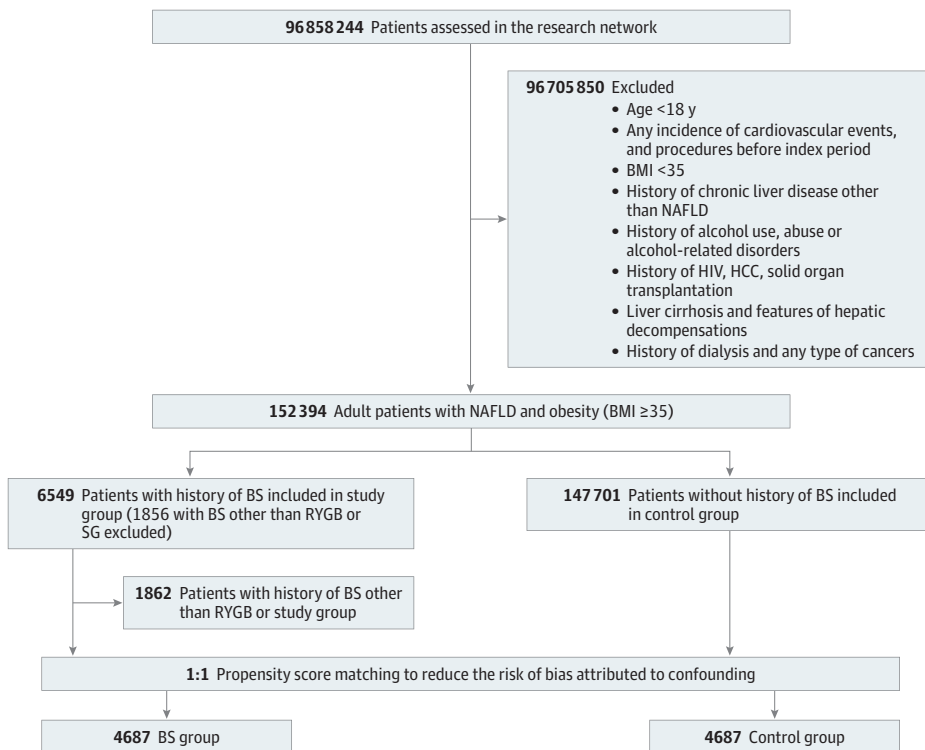 96 858 244 Patients assessed in the research network
96 705 850 Excluded
• Age <18 y
• Any incidence of cardiovascular events,
and procedures before index period
• BMI <35
• History of chronic liver disease other
than NAFLD
• History of alcohol use, abuse or
alcohol-related disorders
• History of HIV, HCC, solid organ
transplantation
• Liver cirrhosis and features of hepatic
decompensations
• History of dialysis and any type of cancers
152 394 Adult patients with NAFLD and obesity (BMI ≥35)
6549 Patients with history of BS included in study
group (1856 with BS other than RYGB or
SG excluded)
147 701 Patients without history of BS included
in control group
1862 Patients with history of BS other
than RYGB or study group
1:1 Propensity score matching to reduce the risk of bias attributed to confounding
4687 BS group
4687 Control group